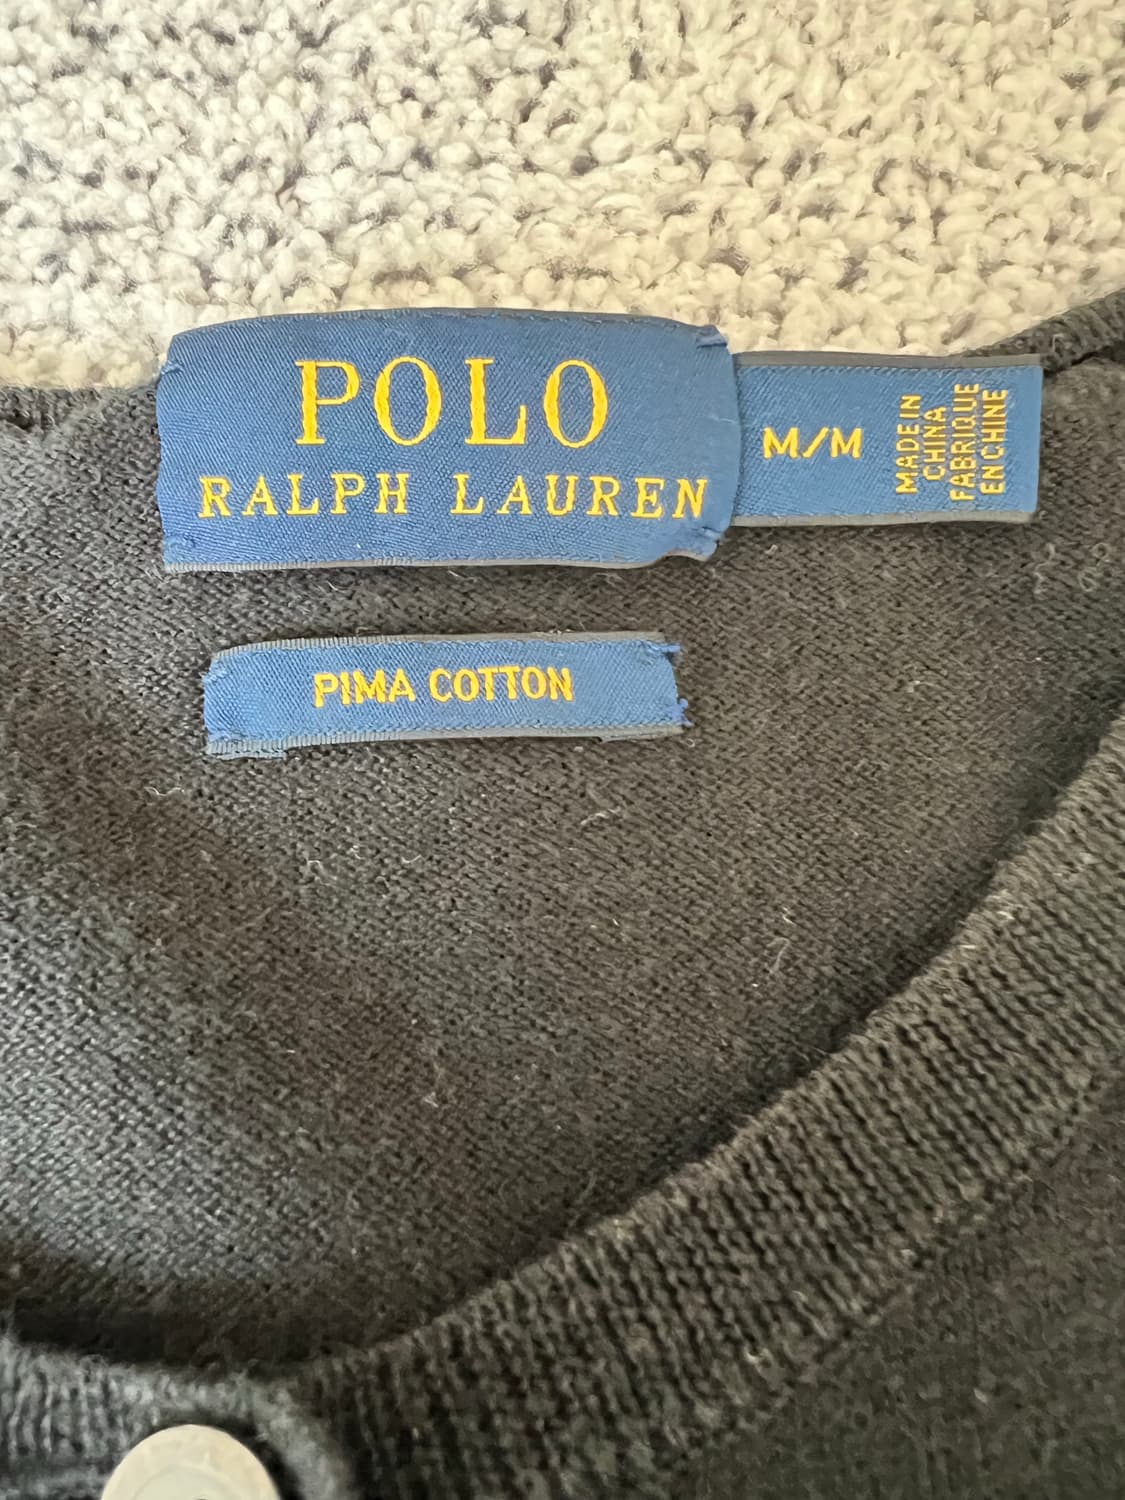 POLO
RALPH LAUREN
M/M
MADE IN
CHINA
FABRIQUE
EN CHINE
PIMA COTTON